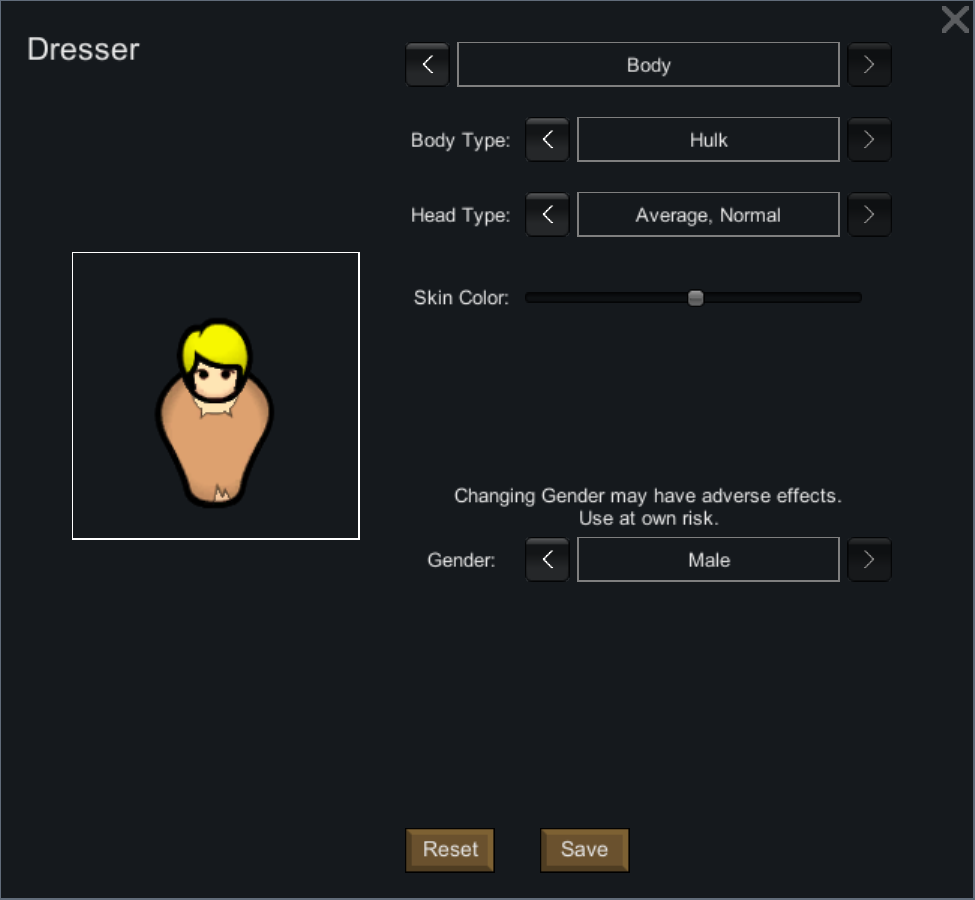 Dresser
Body
Body Type:
Hulk
Head Type:
Average, Normal
Skin Color:
Changing Gender may have adverse effects.
Use at own risk.
Gender:
Male
Reset
Save